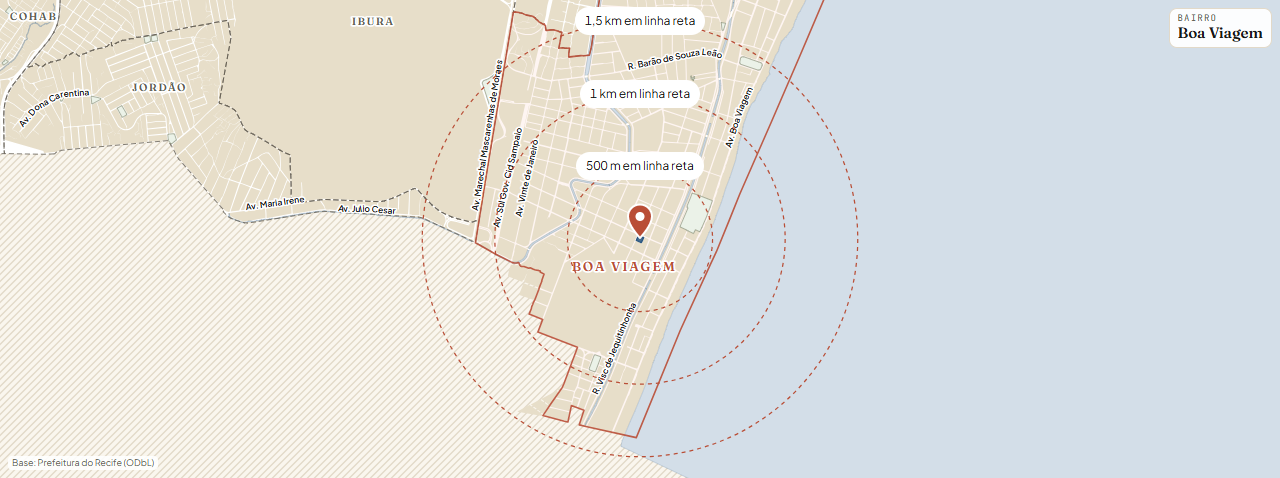 COHAB
IBURA
1,5 km em linha reta
BAIRRO
Boa Viagem
R. Barão de Souza Leão
JORDÃO
Av. Dona Carentina
1 km em linha reta
Av. Marechal Mascarenhas de Moraes
Av. Boa Viagem
Av. Sul Gov. Cid Sampaio
Av. Vinte de Janeiro
500 m em linha reta
Av. Maria Irene
Av. Julio Cesar
BOA VIAGEM
R. Visc de Jequitinhonha
Base: Prefeitura do Recife (ODbL)